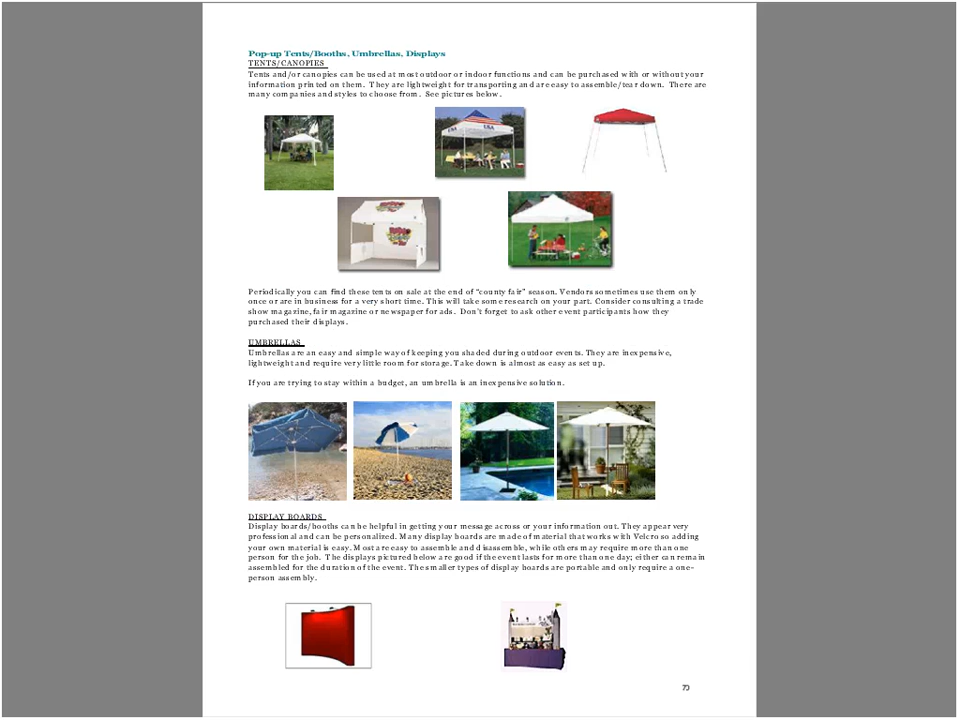 Pop-up Tents/Booths, Umbrellas, Displays
TENTS/CANOPIES
Tents and/or canopies can be used at most outdoor or indoor functions and can be purchased with or without your
information printed on them. They are lightweight for transporting and are easy to assemble/tear down. There are
many companies and styles to choose from. See pictures below.
USA
Periodically you can find these tents on sale at the end of "county fair" season. Vendors sometimes use them only
once or are in business for a very short time. This will take some research on your part. Consider consulting a trade
show magazine, fair magazine or newspaper for ads. Don't forget to ask other event participants how they
purchased their displays.
UMBRELLAS
Umbrellas are an easy and simple way of keeping you shaded during outdoor events. They are inexpensive,
lightweight and require very little room for storage. Take down is almost as easy as set up.
If you are trying to stay within a budget, an umbrella is an inexpensive solution.
DISPLAY BOARDS
Display boards/booths can be helpful in getting your message across or your information out. They appear very
professional and can be personalized. Many display boards are made of material that works with Velcro so adding
your own material is easy. Most are easy to assemble and disassemble, while others may require more than one
person for the job. The displays pictured below are good if the event lasts for more than one day; either can remain
assembled for the duration of the event. The smaller types of display boards are portable and only require a one-
person assembly.
70